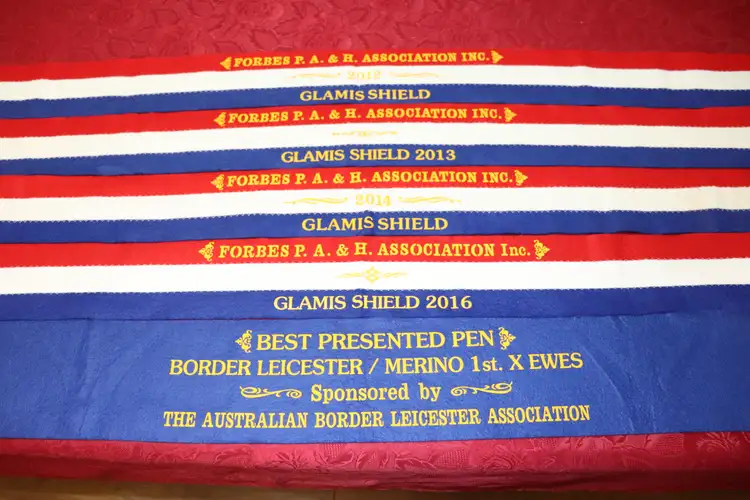 FORBES P. A. & H. ASSOCIATION INC.
2012
GLAMIS SHIELD
FORBES P. A. & H. ASSOCIATION INC.
GLAMIS SHIELD 2013
FORBES P. A. & H. ASSOCIATION INC.
2014
GLAMIS SHIELD
FORBES P. A. & H. ASSOCIATION Inc.
GLAMIS SHIELD 2016
BEST PRESENTED PEN
BORDER LEICESTER / MERINO 1st. X EWES
Sponsored by
THE AUSTRALIAN BORDER LEICESTER ASSOCIATION